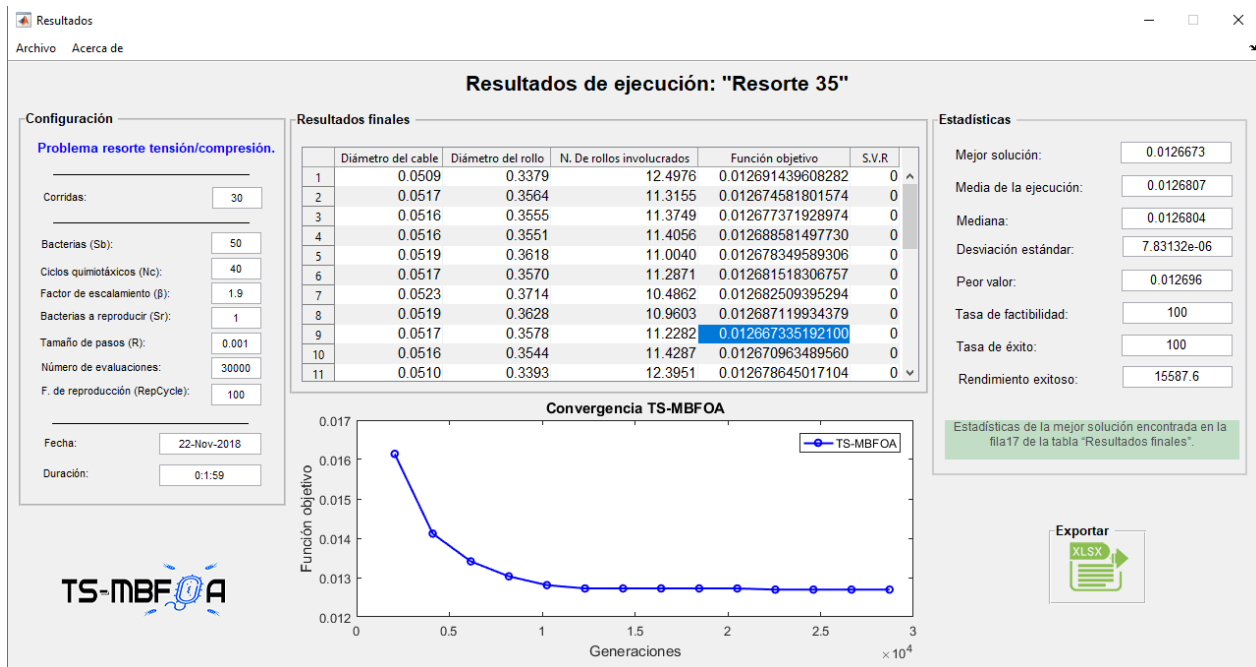 Resultados
Archivo Acerca de
Resultados de ejecución: "Resorte 35"
Configuración
Problema resorte tensión/compresión.
Corridas: 30
Bacterias (Sb): 50
Ciclos quimiotáxicos (Nc): 40
Factor de escalamiento (β): 1.9
Bacterias a reproducir (Sr): 1
Tamaño de pasos (R): 0.001
Número de evaluaciones: 30000
F. de reproducción (RepCycle): 100
Fecha: 22-Nov-2018
Duración: 0:1:59
TS-MBFOA
Resultados finales
Diámetro del cable Diámetro del rollo N. De rollos involucrados Función objetivo S.V.R
1 0.0509 0.3379 12.4976 0.012691439608282 0
2 0.0517 0.3564 11.3155 0.012674581801574 0
3 0.0516 0.3555 11.3749 0.012677371928974 0
4 0.0516 0.3551 11.4056 0.012688581497730 0
5 0.0519 0.3618 11.0040 0.012678349589306 0
6 0.0517 0.3570 11.2871 0.012681518306757 0
7 0.0523 0.3714 10.4862 0.012682509395294 0
8 0.0519 0.3628 10.9603 0.012687119934379 0
9 0.0517 0.3578 11.2282 0.012667335192100 0
10 0.0516 0.3544 11.4287 0.012670963489560 0
11 0.0510 0.3393 12.3951 0.012678645017104 0
Convergencia TS-MBFOA
TS-MBFOA
Función objetivo
0.017
0.016
0.015
0.014
0.013
0.012
0 0.5 1 1.5 2 2.5 3
Generaciones
×10⁴
Estadísticas
Mejor solución: 0.0126673
Media de la ejecución: 0.0126807
Mediana: 0.0126804
Desviación estándar: 7.83132e-06
Peor valor: 0.012696
Tasa de factibilidad: 100
Tasa de éxito: 100
Rendimiento exitoso: 15587.6
Estadísticas de la mejor solución encontrada en la
fila17 de la tabla “Resultados finales”.
Exportar
XLSX